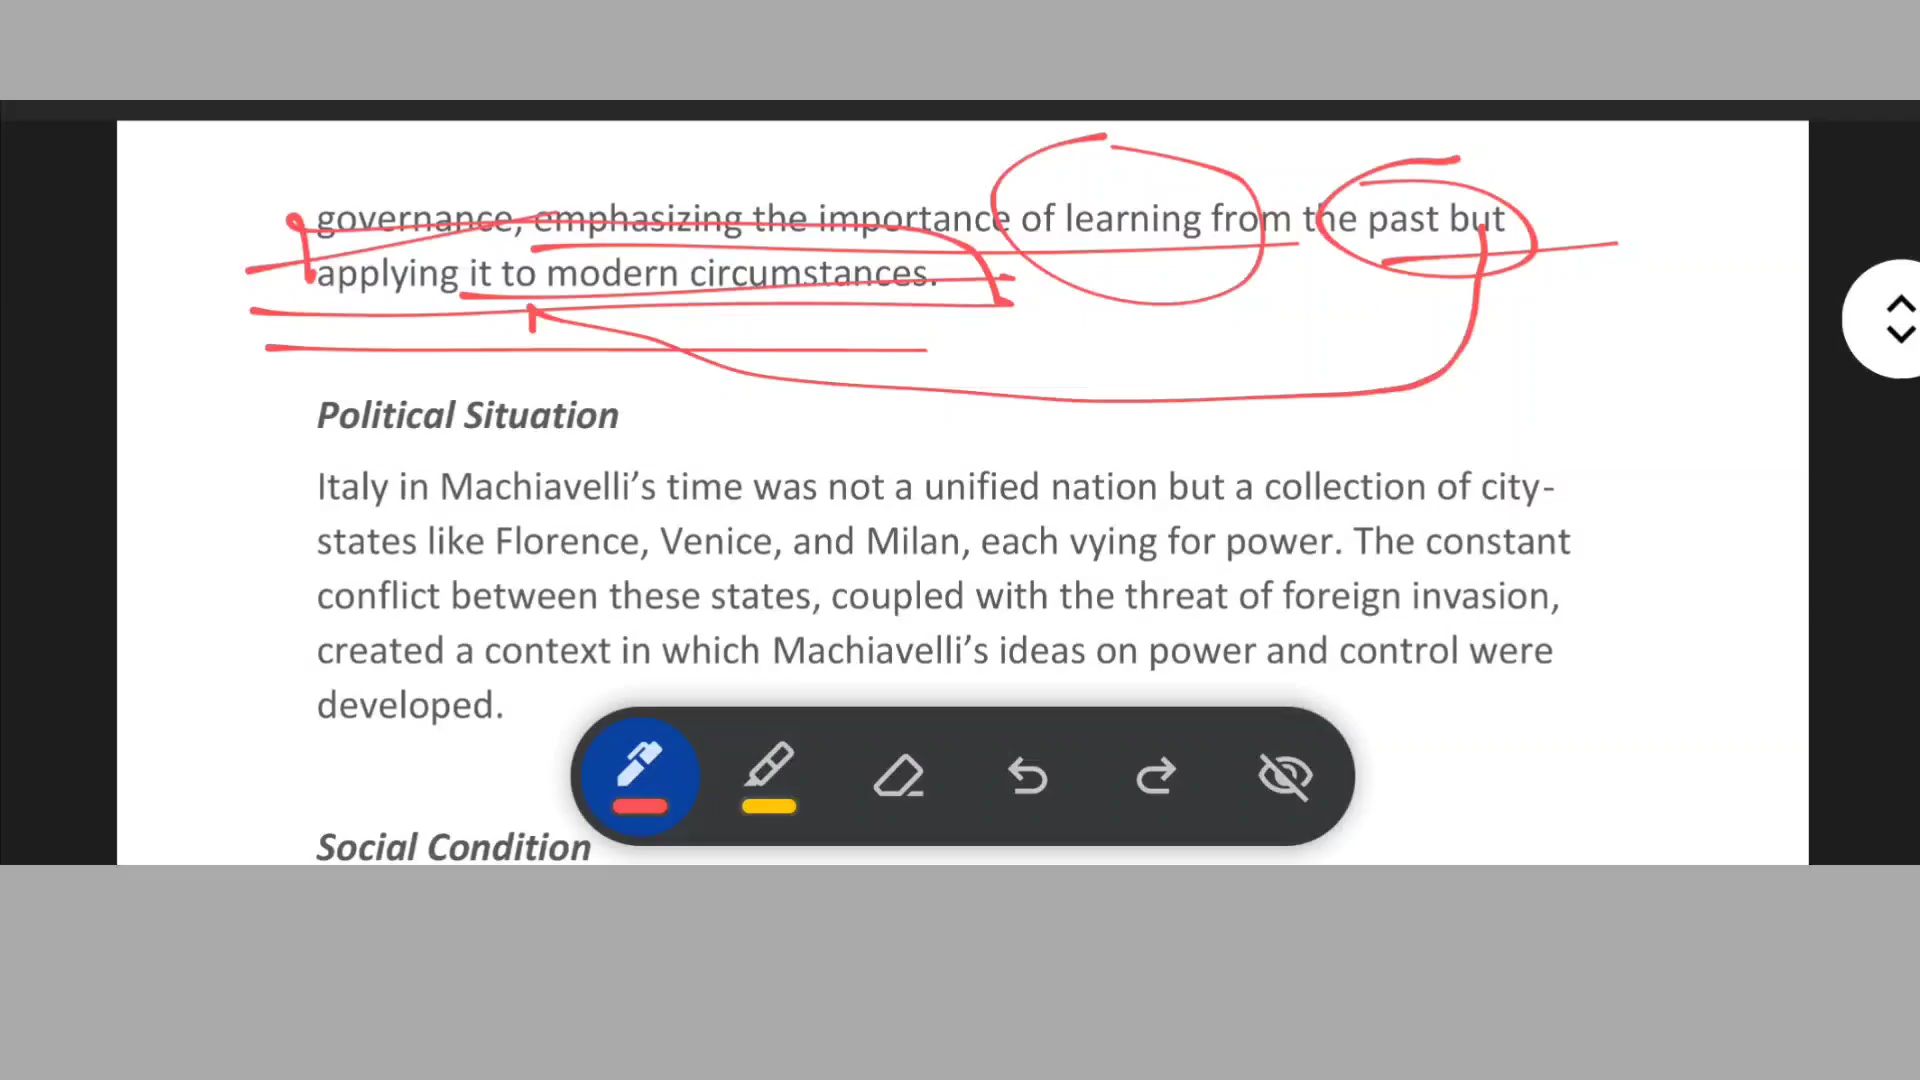 governance, emphasizing the importance of learning from the past but
applying it to modern circumstances.
Political Situation
Italy in Machiavelli’s time was not a unified nation but a collection of city-
states like Florence, Venice, and Milan, each vying for power. The constant
conflict between these states, coupled with the threat of foreign invasion,
created a context in which Machiavelli’s ideas on power and control were
developed.
Social Condition